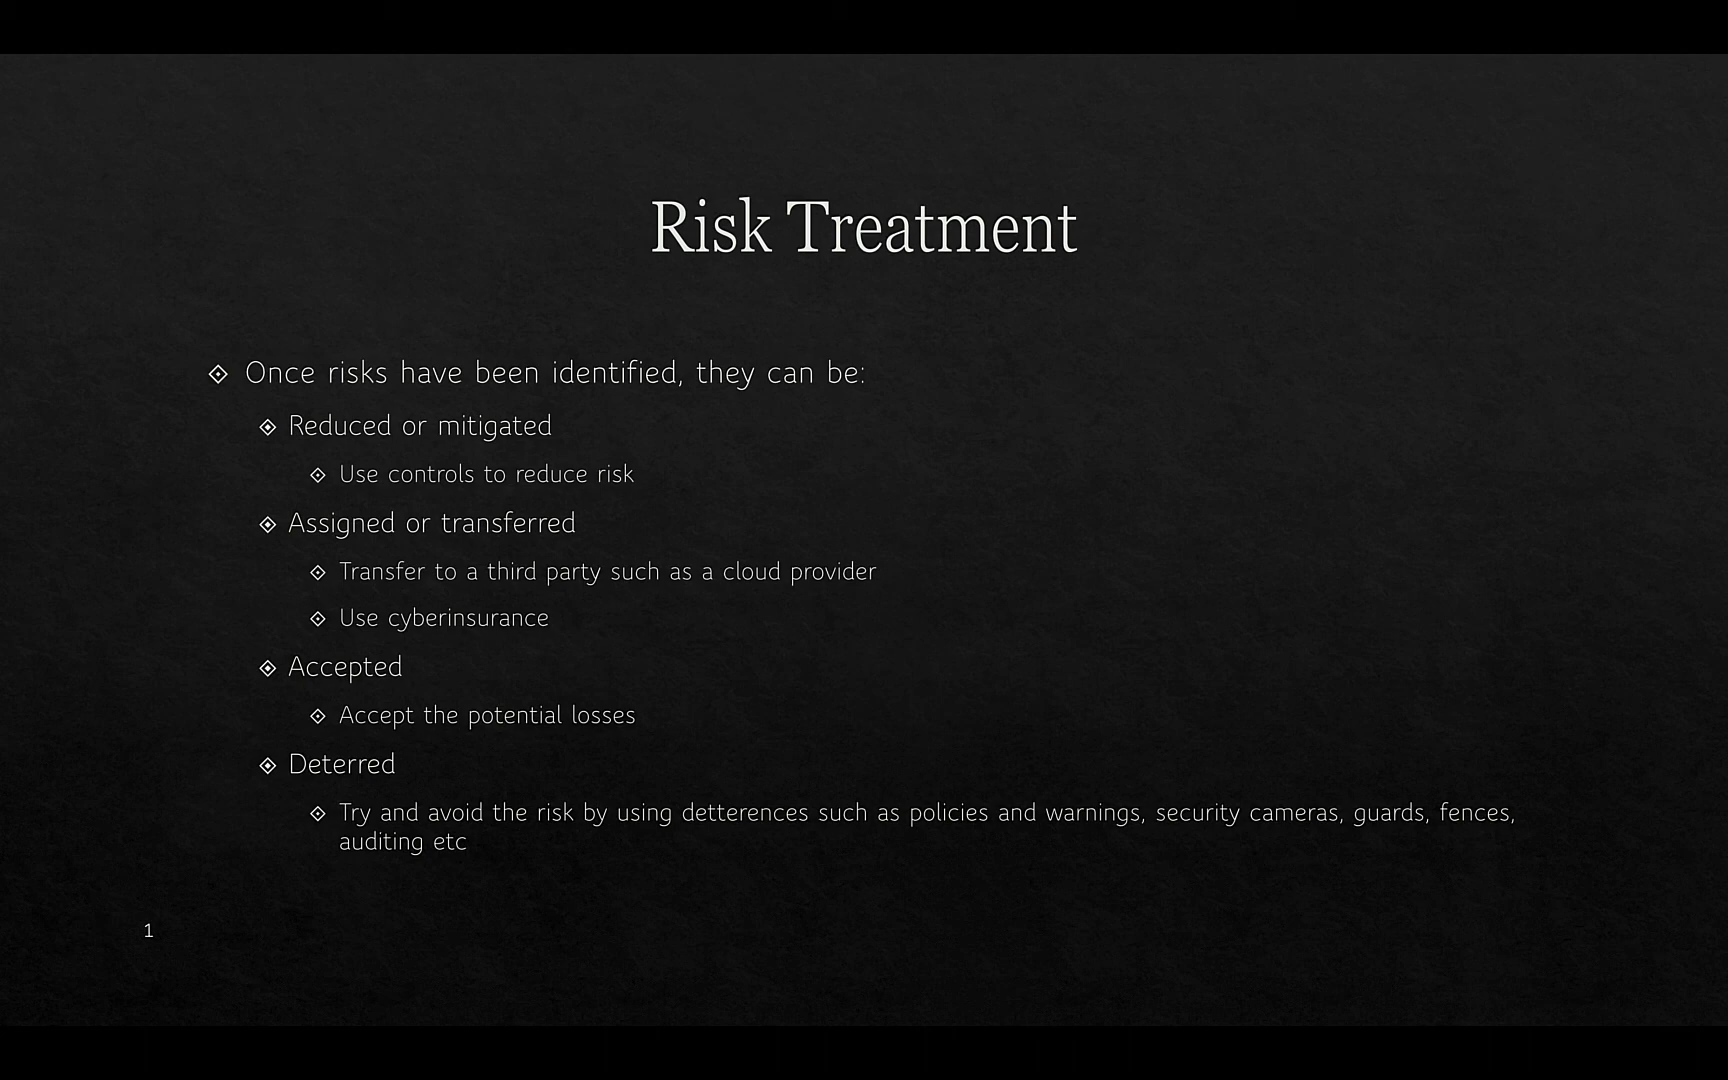 Risk Treatment
Once risks have been identified, they can be:
Reduced or mitigated
Use controls to reduce risk
Assigned or transferred
Transfer to a third party such as a cloud provider
Use cyberinsurance
Accepted
Accept the potential losses
Deterred
Try and avoid the risk by using detterences such as policies and warnings, security cameras, guards, fences,
auditing etc
1